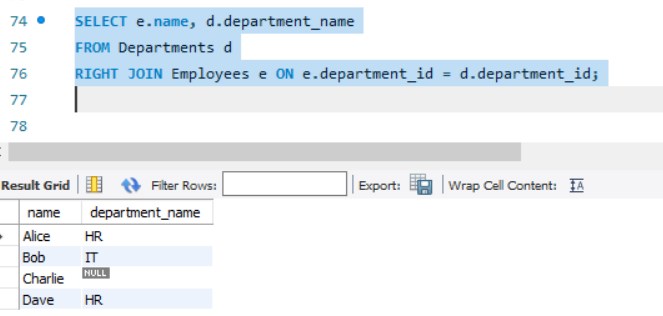 74 SELECT e.name, d.department_name
75 FROM Departments d
76 RIGHT JOIN Employees e ON e.department_id = d.department_id;
77
78
Result Grid Filter Rows: Export: Wrap Cell Content: IA
name department_name
Alice HR
Bob IT
Charlie NULL
Dave HR